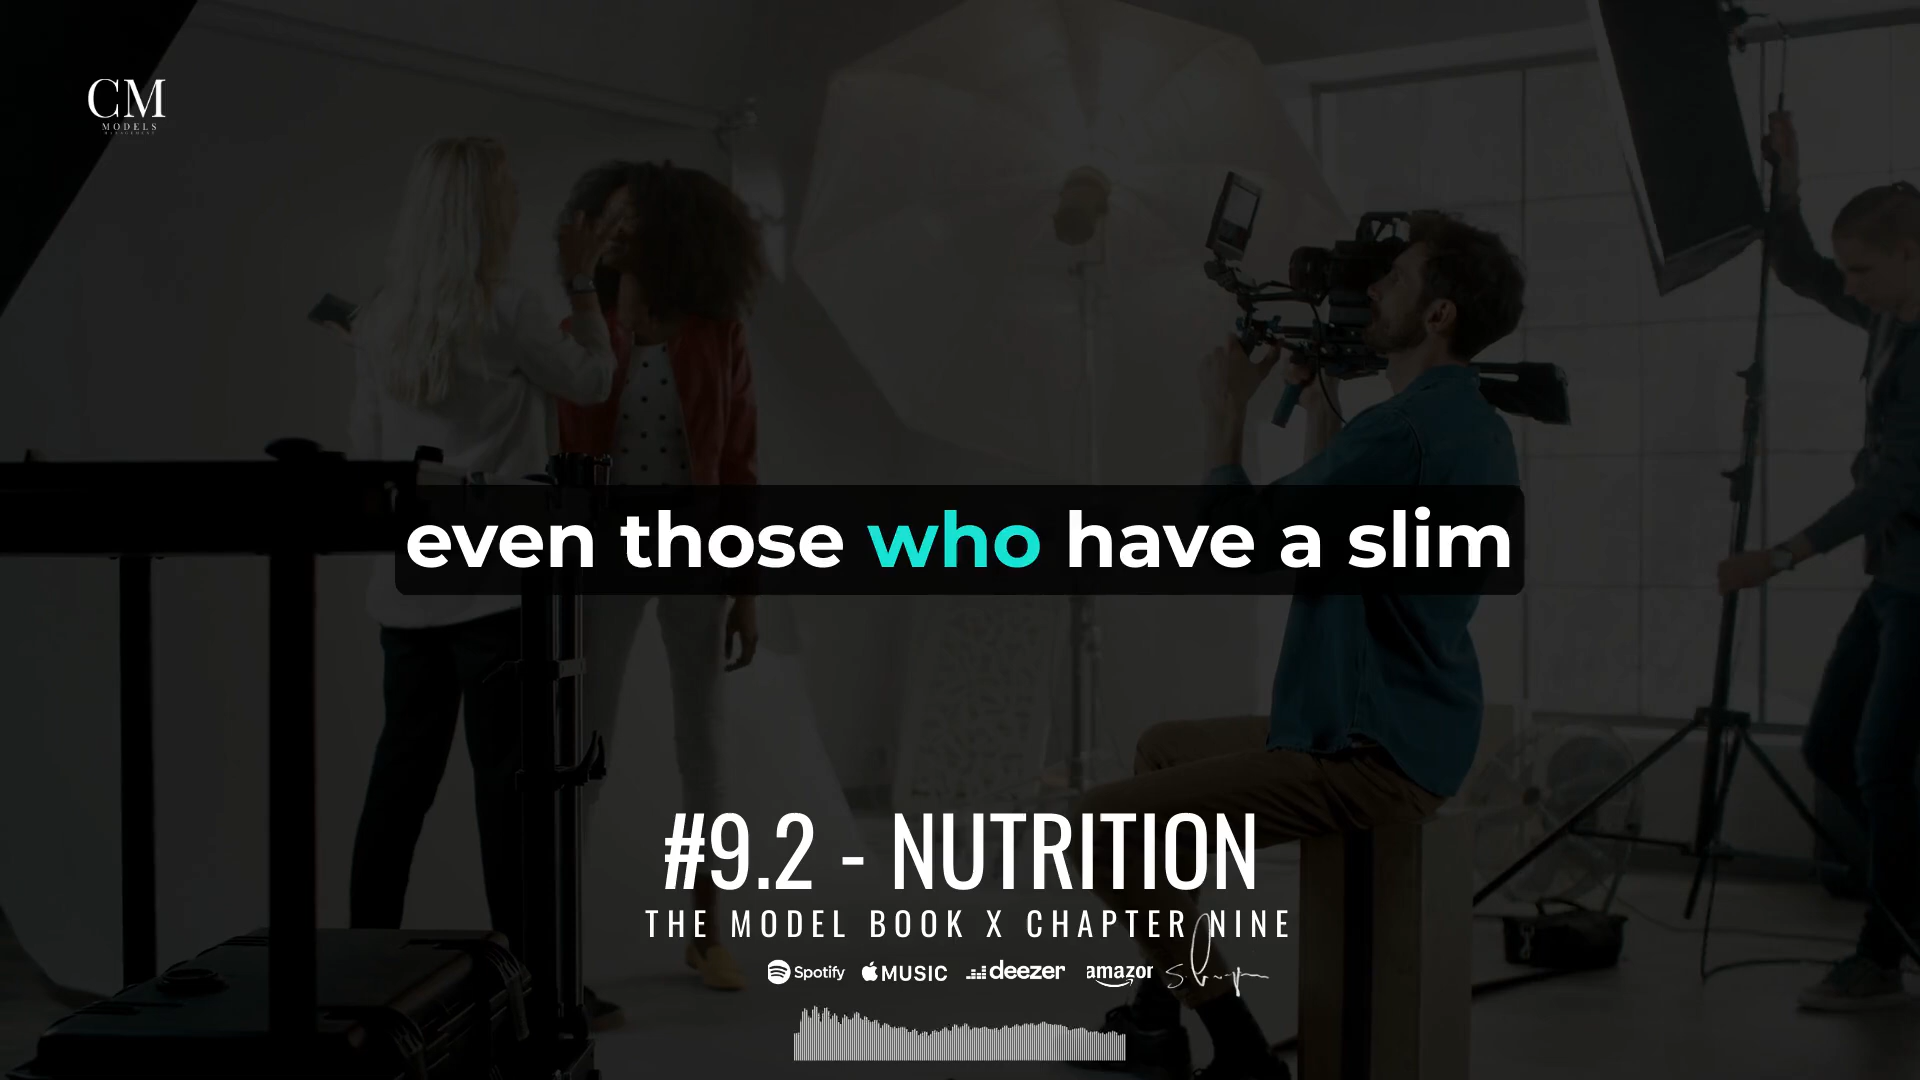 CM
MODELS
MANAGEMENT
even those who have a slim
#9.2 - NUTRITION
THE MODEL BOOK X CHAPTER NINE
Spotify MUSIC deezer amazon